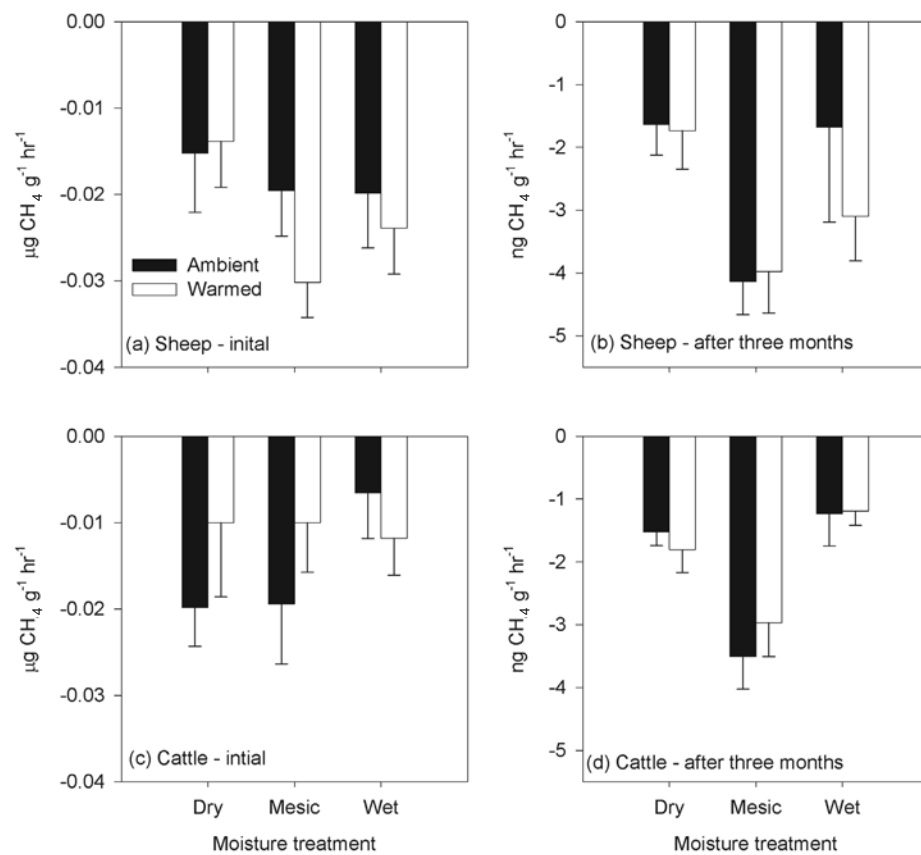 0.00
-0.01
-0.02
-0.03
-0.04
µg CH4 g-1 hr-1
Ambient
Warmed
(a) Sheep - inital
0
-1
-2
-3
-4
-5
ng CH4 g-1 hr-1
(b) Sheep - after three months
0.00
-0.01
-0.02
-0.03
-0.04
µg CH4 g-1 hr-1
(c) Cattle - intial
Dry Mesic Wet
Moisture treatment
0
-1
-2
-3
-4
-5
ng CH4 g-1 hr-1
(d) Cattle - after three months
Dry Mesic Wet
Moisture treatment